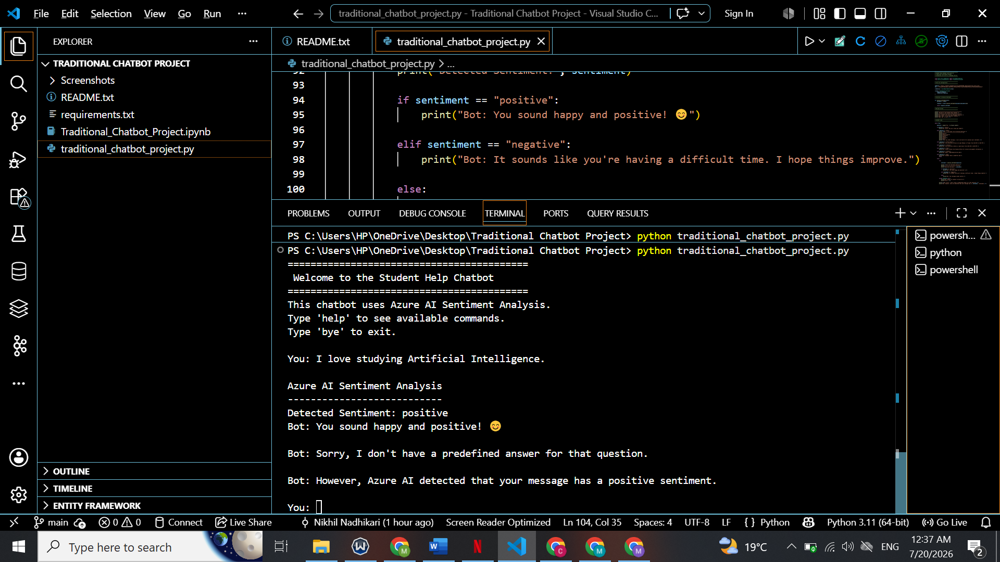 File Edit Selection View Go Run
traditional_chatbot_project.py - Traditional Chatbot Project - Visual Studio C...
Sign In
EXPLORER
README.txt
traditional_chatbot_project.py
TRADITIONAL CHATBOT PROJECT
Screenshots
README.txt
requirements.txt
Traditional_Chatbot_Project.ipynb
traditional_chatbot_project.py
OUTLINE
TIMELINE
ENTITY FRAMEWORK
traditional_chatbot_project.py > ...
92 print("Detected Sentiment:", sentiment)
93
94 if sentiment == "positive":
95 print("Bot: You sound happy and positive! 😊")
96
97 elif sentiment == "negative":
98 print("Bot: It sounds like you're having a difficult time. I hope things improve.")
99
100 else:
PROBLEMS OUTPUT DEBUG CONSOLE TERMINAL PORTS QUERY RESULTS
PS C:\Users\HP\OneDrive\Desktop\Traditional Chatbot Project> python traditional_chatbot_project.py
PS C:\Users\HP\OneDrive\Desktop\Traditional Chatbot Project> python traditional_chatbot_project.py
==========================================
Welcome to the Student Help Chatbot
==========================================
This chatbot uses Azure AI Sentiment Analysis.
Type 'help' to see available commands.
Type 'bye' to exit.
You: I love studying Artificial Intelligence.
Azure AI Sentiment Analysis
---------------------------
Detected Sentiment: positive
Bot: You sound happy and positive! 😊
Bot: Sorry, I don't have a predefined answer for that question.
Bot: However, Azure AI detected that your message has a positive sentiment.
You:
powersh...
python
powershell
main 0 0 Connect Live Share Nikhil Nadhikari (1 hour ago) Screen Reader Optimized Ln 104, Col 35 Spaces: 4 UTF-8 LF { } Python Python 3.11 (64-bit) Go Live
Type here to search
19°C
ENG
12:37 AM
7/20/2026
2